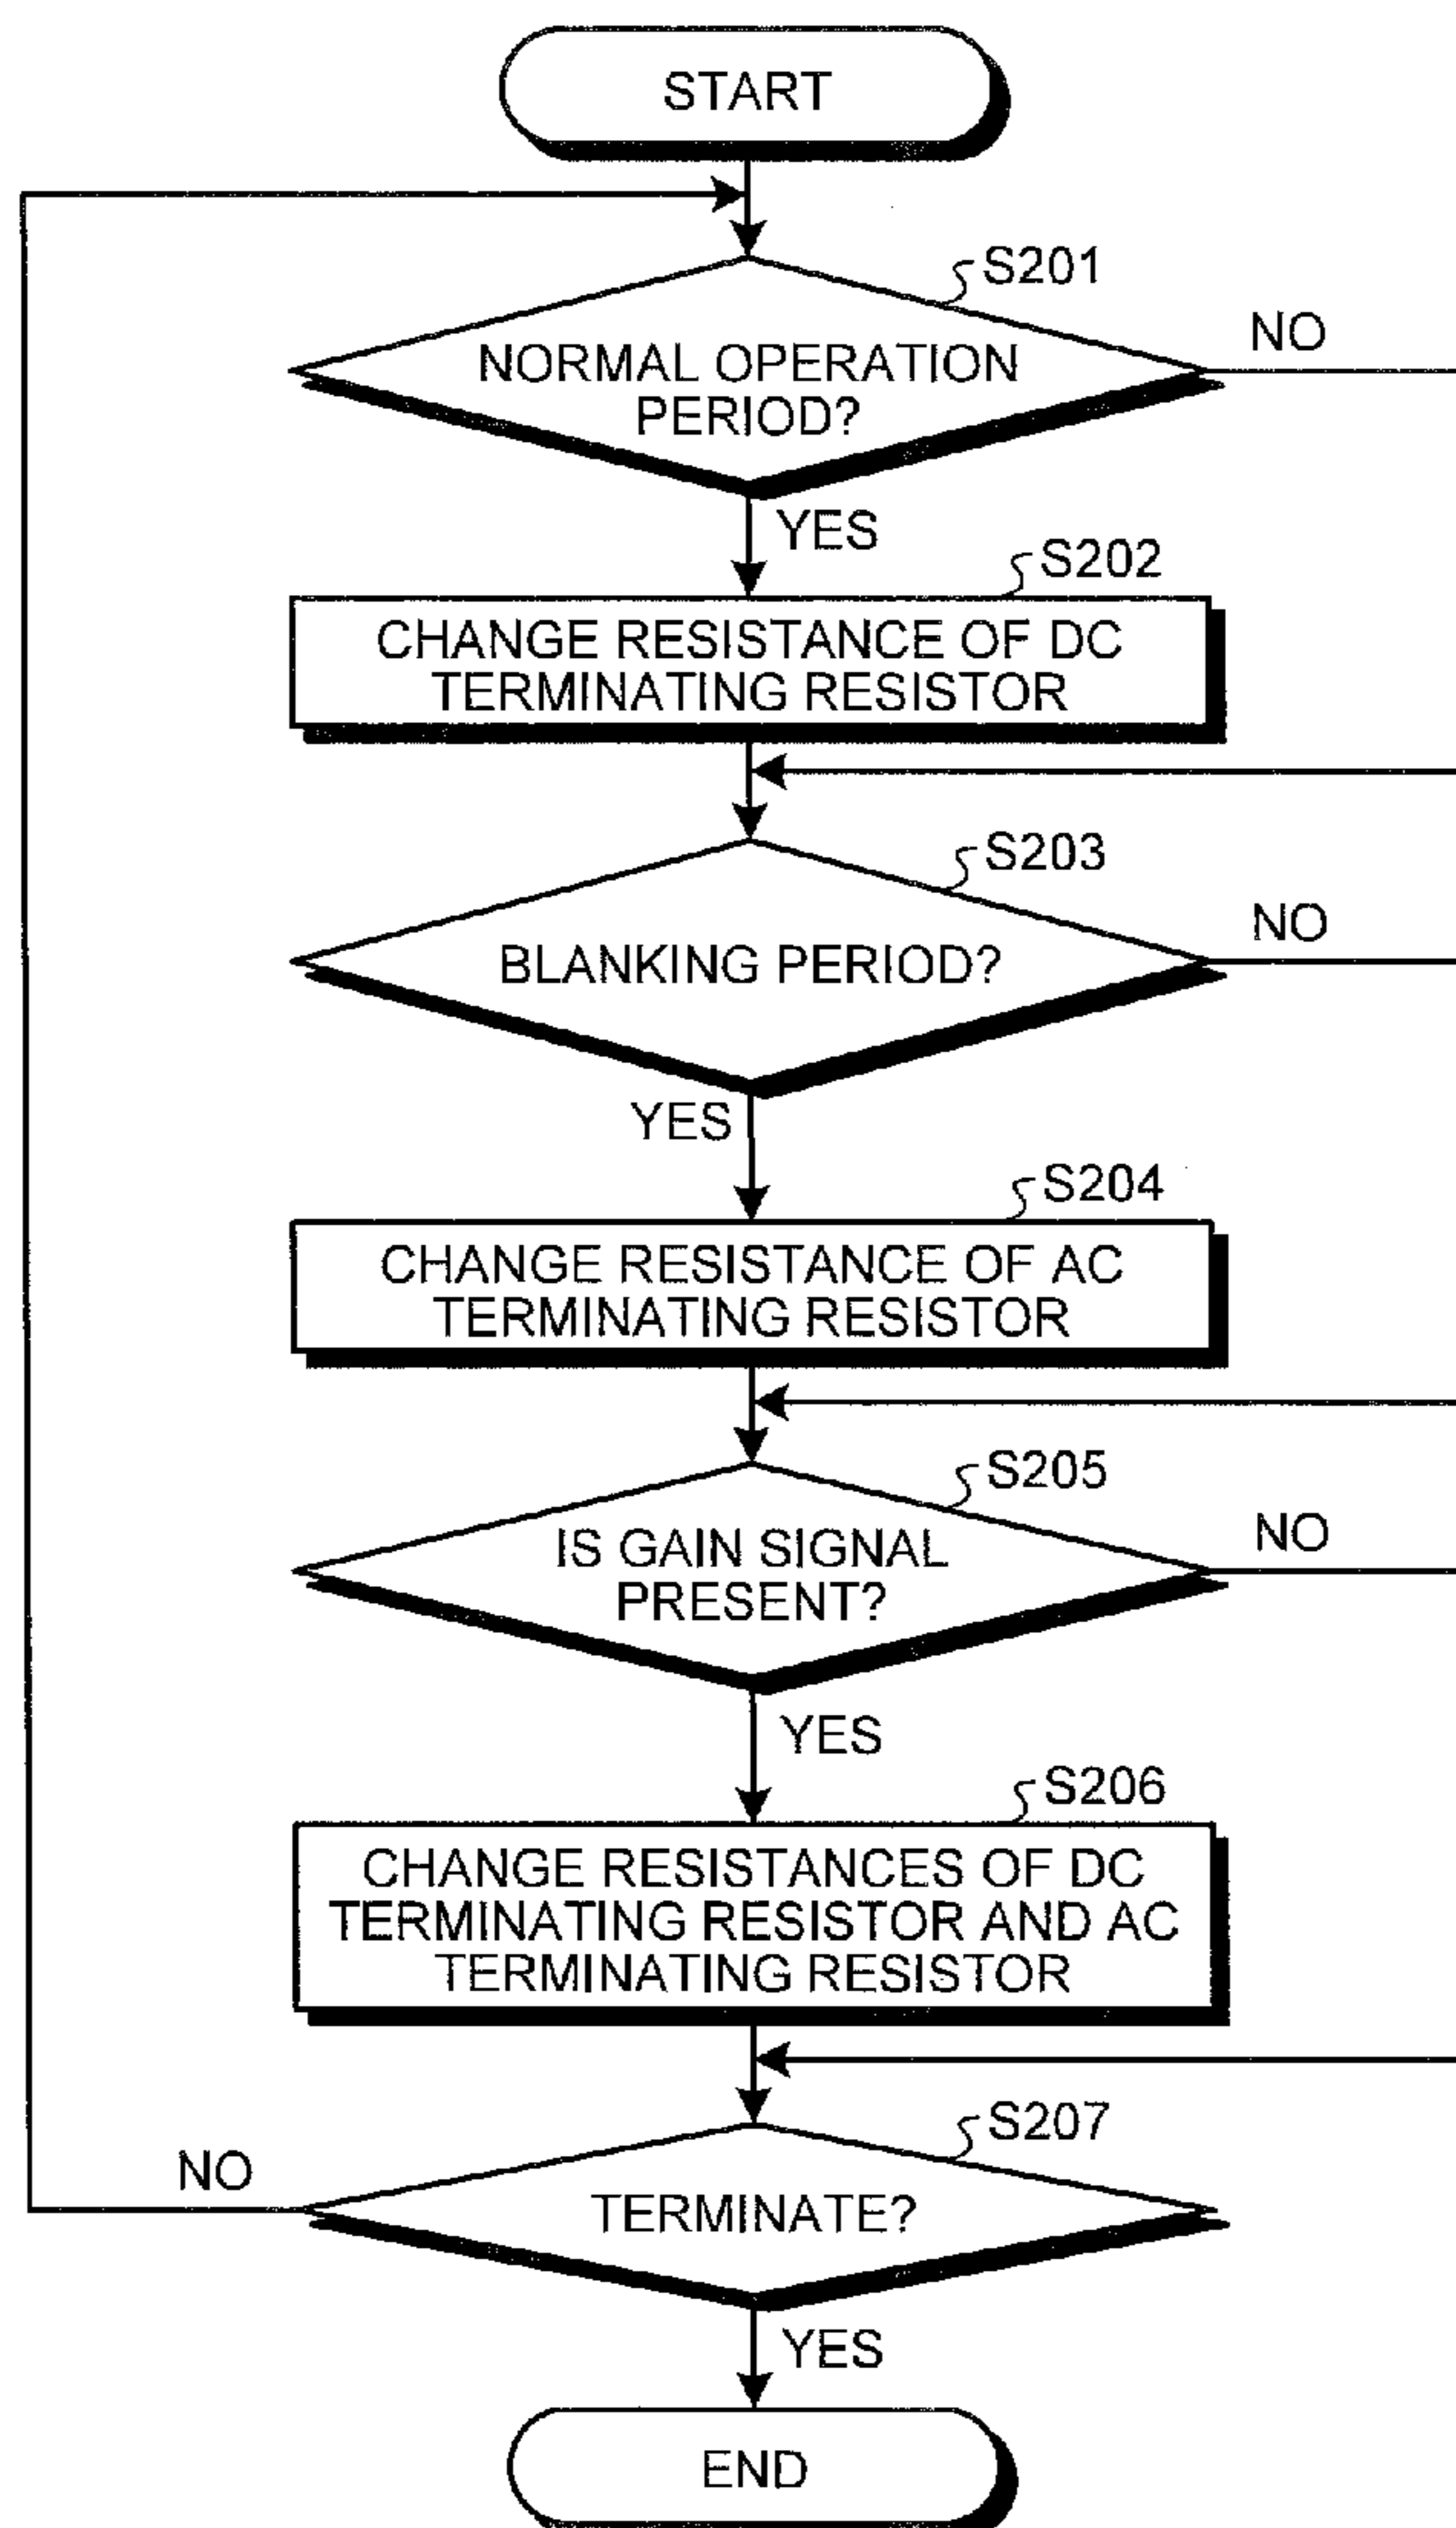 START
S201
NO
NORMAL OPERATION
PERIOD?
YES
S202
CHANGE RESISTANCE OF DC
TERMINATING RESISTOR
S203
NO
BLANKING PERIOD?
YES
S204
CHANGE RESISTANCE OF AC
TERMINATING RESISTOR
S205
NO
IS GAIN SIGNAL
PRESENT?
YES
S206
CHANGE RESISTANCES OF DC
TERMINATING RESISTOR AND AC
TERMINATING RESISTOR
S207
NO
TERMINATE?
YES
END